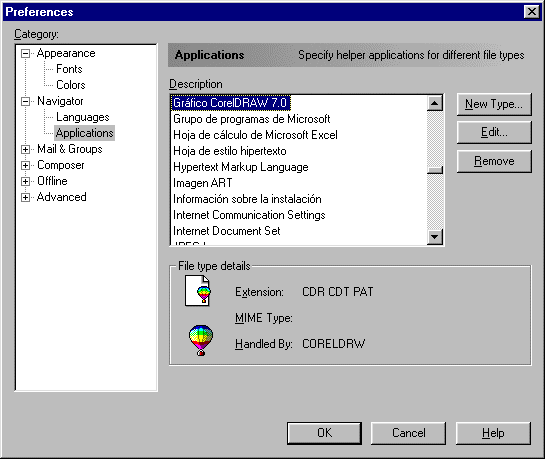 Preferences
Category:
Appearance
Fonts
Colors
Navigator
Languages
Applications
Mail & Groups
Composer
Offline
Advanced
Applications Specify helper applications for different file types
Description
Gráfico CorelDRAW 7.0
Grupo de programas de Microsoft
Hoja de cálculo de Microsoft Excel
Hoja de estilo hipertexto
Hypertext Markup Language
Imagen ART
Información sobre la instalación
Internet Communication Settings
Internet Document Set
New Type...
Edit...
Remove
File type details
Extension: CDR CDT PAT
MIME Type:
Handled By: CORELDRW
OK Cancel Help